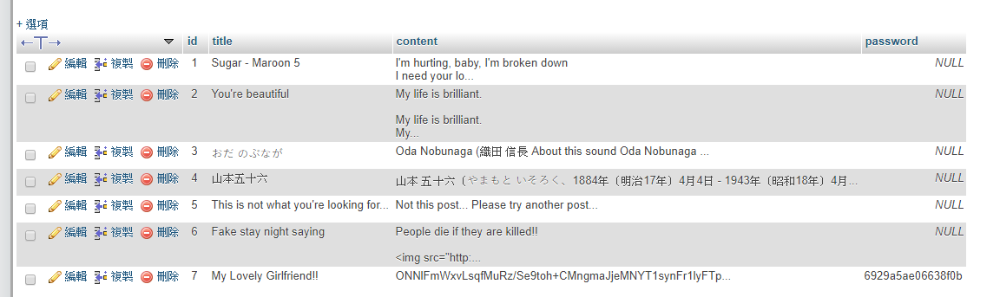 + 選項
←T→ id title content password
編輯 複製 刪除 1 Sugar - Maroon 5 I'm hurting, baby, I'm broken down NULL
I need your lo...
編輯 複製 刪除 2 You're beautiful My life is brilliant. NULL
My life is brilliant.
My...
編輯 複製 刪除 3 おだ のぶなが Oda Nobunaga (織田 信長 About this sound Oda Nobunaga ... NULL
編輯 複製 刪除 4 山本五十六 山本 五十六〔やまもと いそろく、1884年〔明治17年〕4月4日 - 1943年〔昭和18年〕4月... NULL
編輯 複製 刪除 5 This is not what you're looking for... Not this post... Please try another post... NULL
編輯 複製 刪除 6 Fake stay night saying People die if they are killed!! NULL
<img src="http:...
編輯 複製 刪除 7 My Lovely Girlfriend!! ONNlFmWxvLsqfMuRz/Se9toh+CMngmaJjeMNYT1synFr1lyFTp... 6929a5ae06638f0b